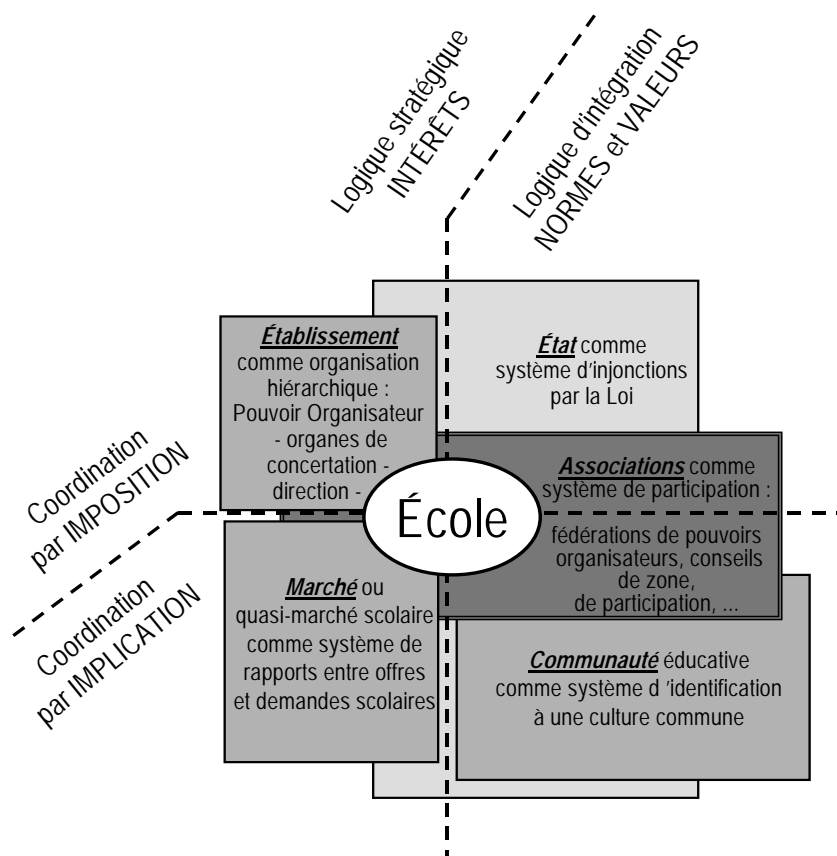 Logique stratégique
INTÉRÊTS
Logique d'intégration
NORMES et VALEURS
Établissement
comme organisation
hiérarchique :
Pouvoir Organisateur
- organes de
concertation -
direction -
État comme
système d'injonctions
par la Loi
Coordination
par IMPOSITION
Associations comme
système de participation :
fédérations de pouvoirs
organisateurs, conseils
de zone,
de participation, ...
École
Coordination
par IMPLICATION
Marché ou
quasi-marché scolaire
comme système de
rapports entre offres
et demandes scolaires
Communauté éducative
comme système d 'identification
à une culture commune